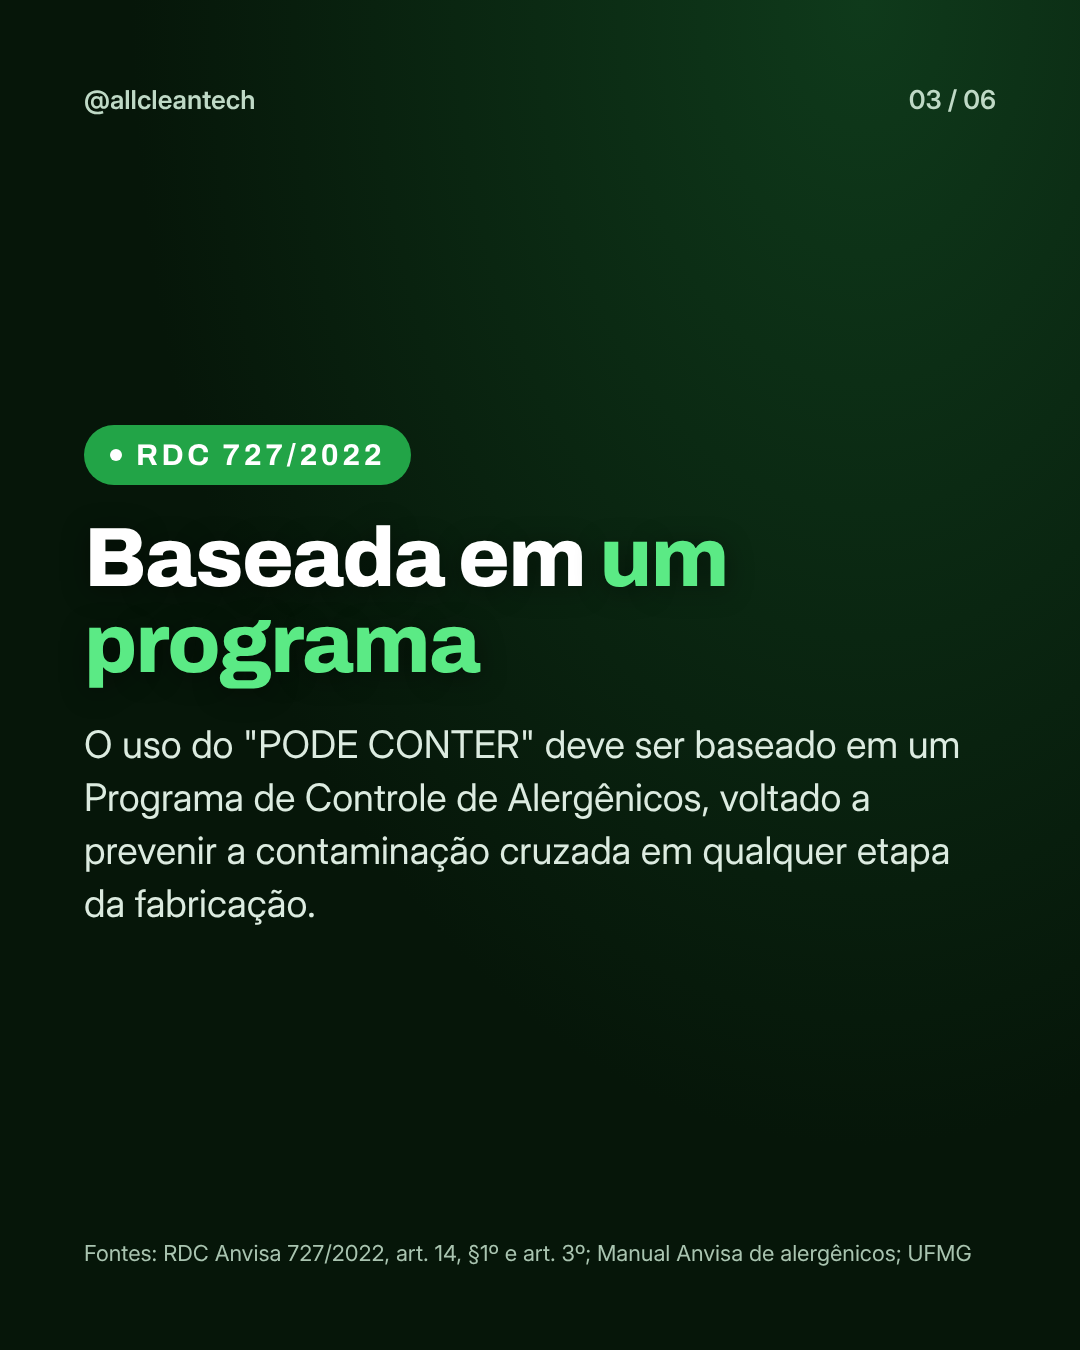 @allcleantech
03 / 06
RDC 727/2022
Baseada em um
programa
O uso do "PODE CONTER" deve ser baseado em um
Programa de Controle de Alergênicos, voltado a
prevenir a contaminação cruzada em qualquer etapa
da fabricação.
Fontes: RDC Anvisa 727/2022, art. 14, §1º e art. 3º; Manual Anvisa de alergênicos; UFMG